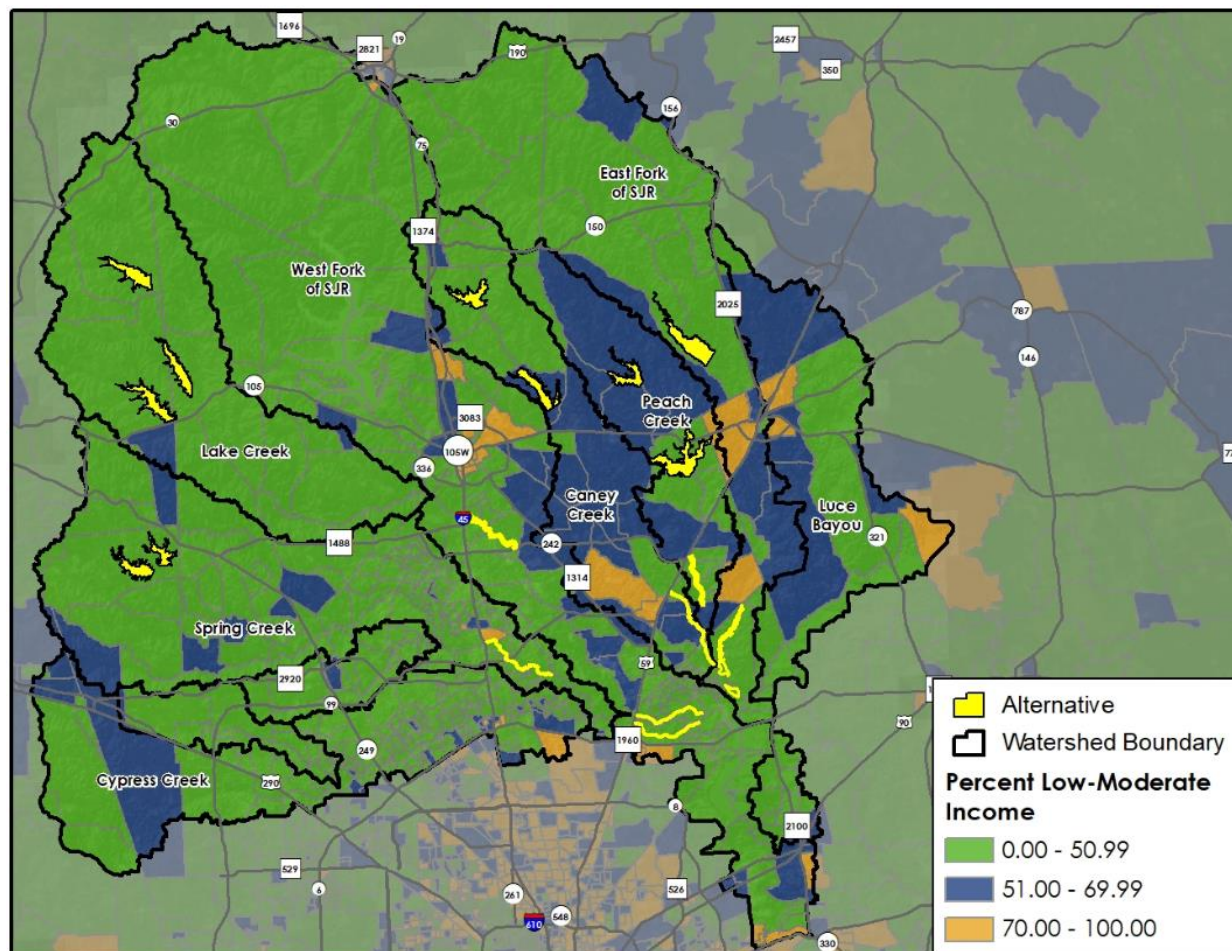 1696
2821
19
190
2457
350
156
30
75
East Fork
of SJR
150
1374
West Fork
of SJR
2025
787
146
105
3083
Peach
Creek
Lake Creek
105W
336
Caney
Creek
Luce
Bayou
321
45
242
1488
1314
Spring Creek
59
2920
99
249
1960
90
Cypress Creek
290
8
2100
529
6
261
526
548
610
330
Alternative
Watershed Boundary
Percent Low-Moderate
Income
0.00 - 50.99
51.00 - 69.99
70.00 - 100.00